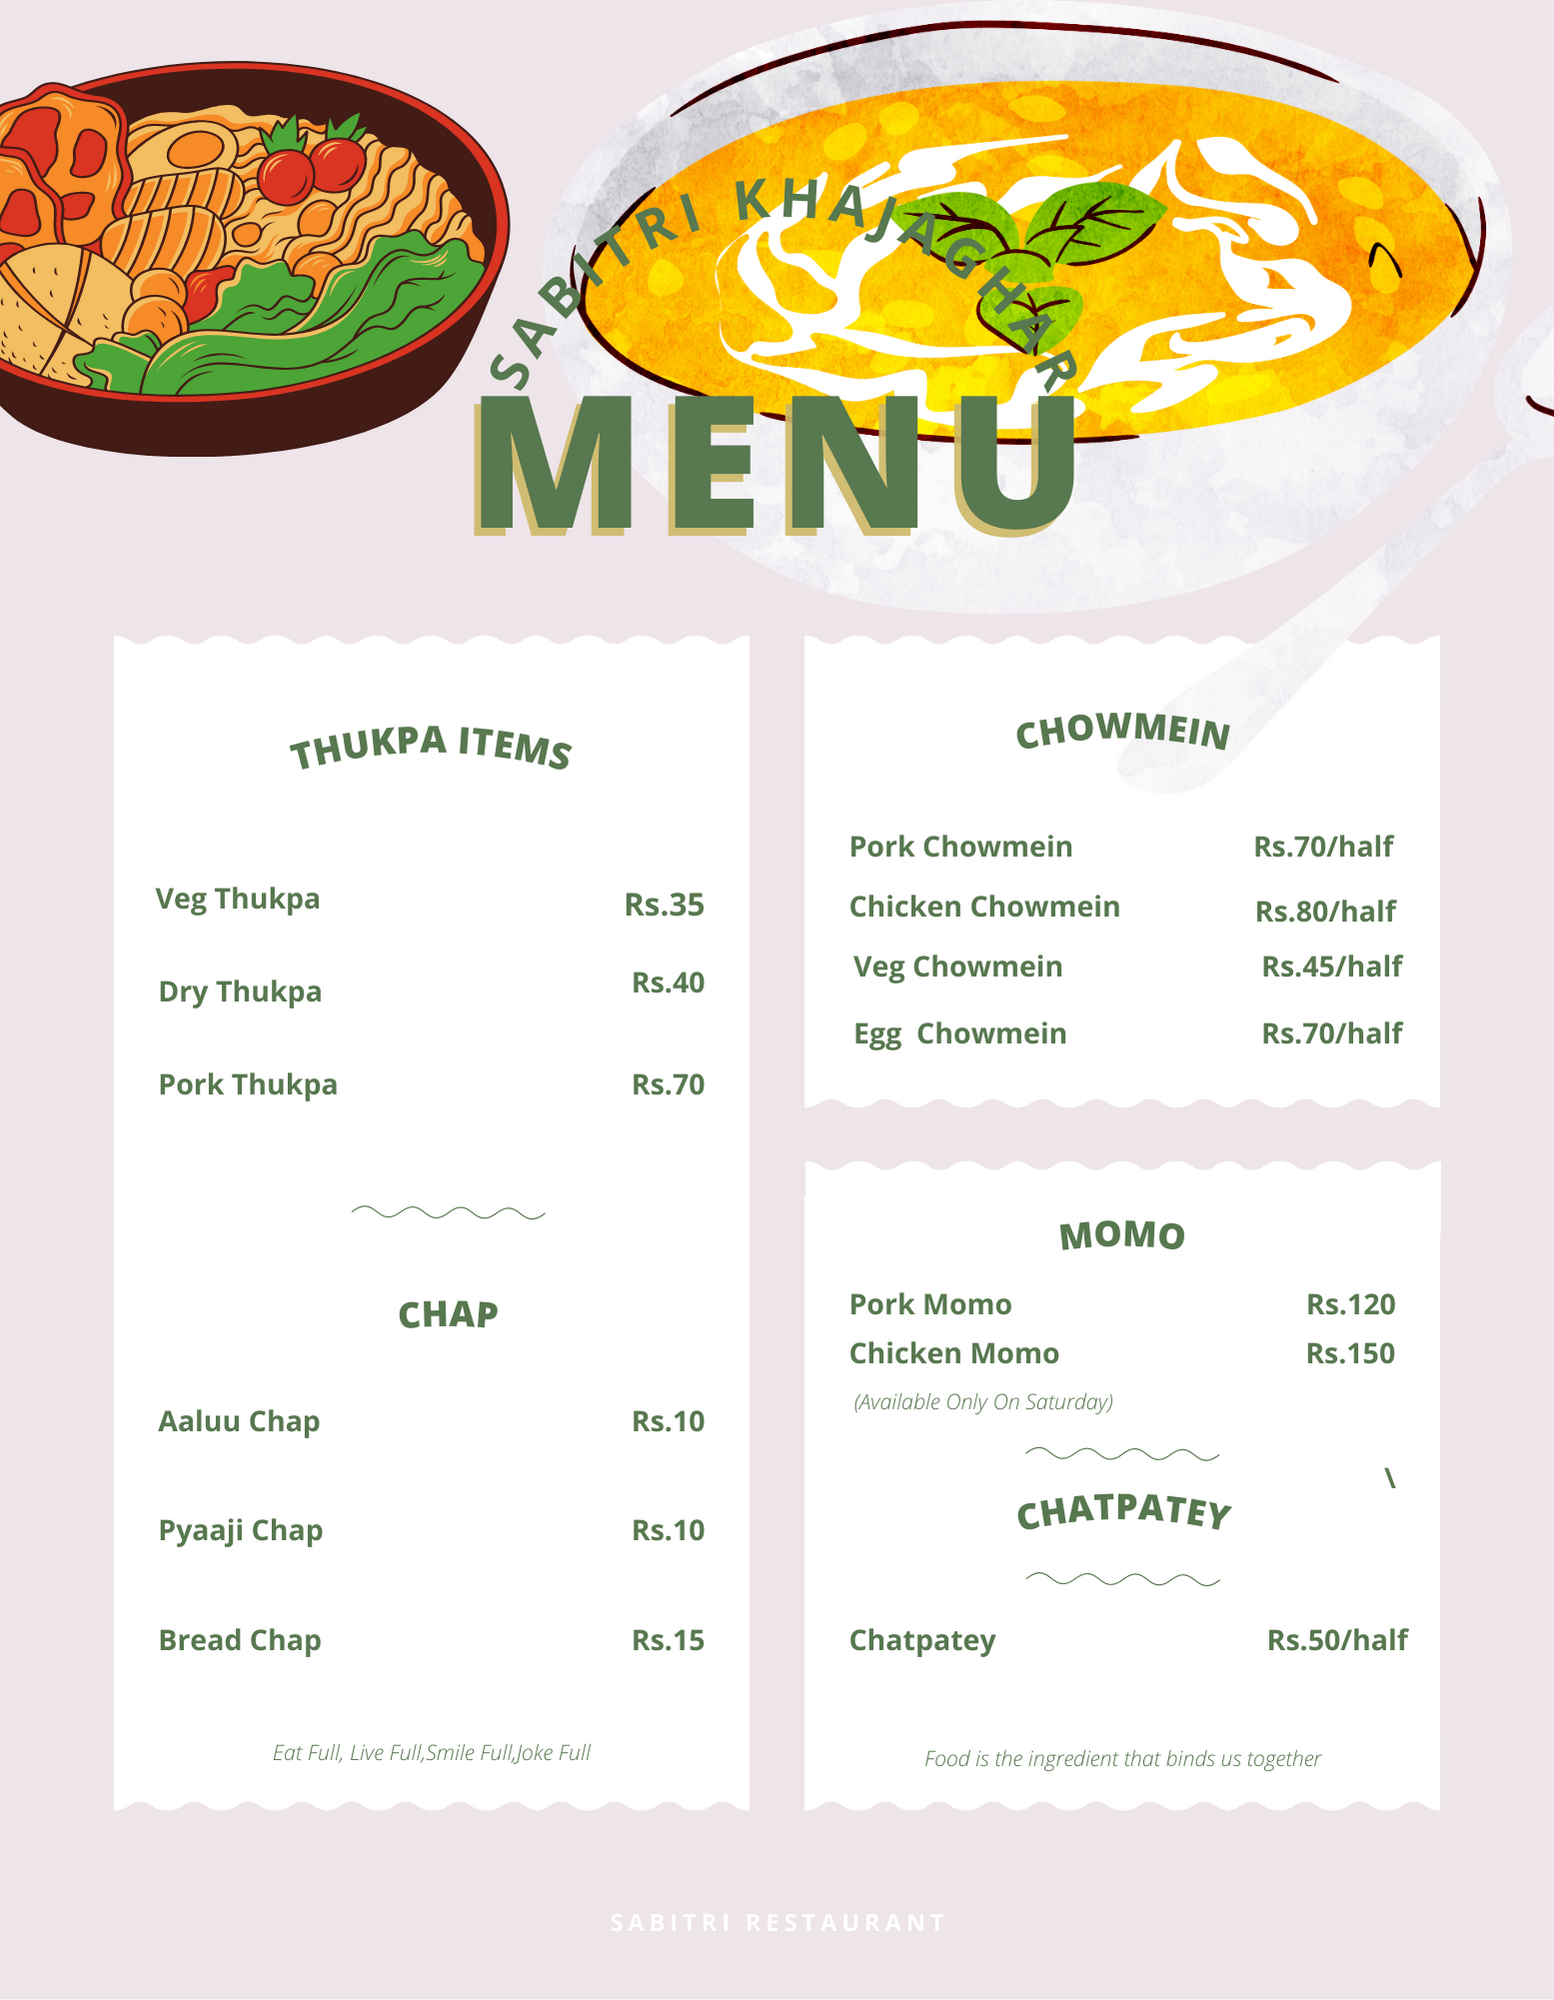 SABITRI KHAJAGHAR
MENU
THUKPA ITEMS
Veg Thukpa Rs.35
Dry Thukpa Rs.40
Pork Thukpa Rs.70
CHAP
Aaluu Chap Rs.10
Pyaaji Chap Rs.10
Bread Chap Rs.15
Eat Full, Live Full,Smile Full,Joke Full
CHOWMEIN
Pork Chowmein Rs.70/half
Chicken Chowmein Rs.80/half
Veg Chowmein Rs.45/half
Egg  Chowmein Rs.70/half
MOMO
Pork Momo Rs.120
Chicken Momo Rs.150
(Available Only On Saturday)
\
CHATPATEY
Chatpatey Rs.50/half
Food is the ingredient that binds us together
SABITRI RESTAURANT